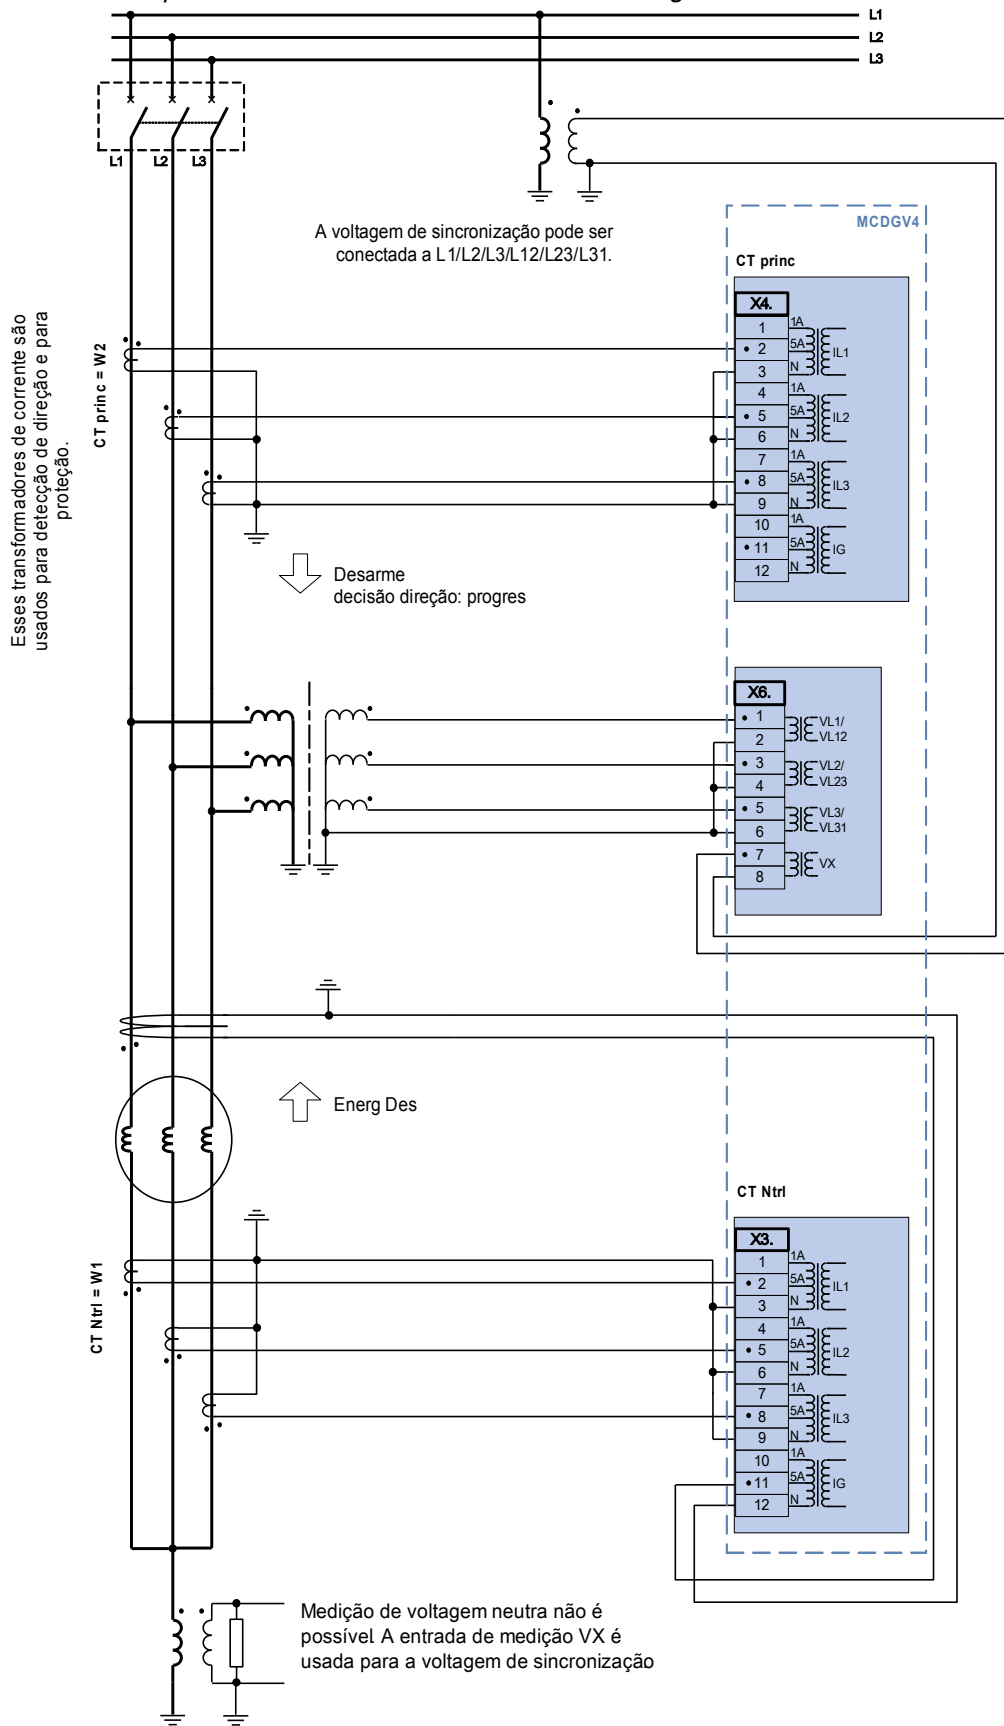 L1
L2
L3
L1
L2
L3
A voltagem de sincronização pode ser
conectada a L1/L2/L3/L12/L23/L31.
MCDGV4
CT princ
X4.
1
1A
2
5A
IL1
3
N
4
1A
5
5A
IL2
6
N
7
1A
8
5A
IL3
9
N
10
1A
11
5A
IG
12
N
Esses transformadores de corrente são
usados para detecção de direção e para
proteção.
CT princ = W2
Desarme
decisão direção: progres
X6.
1
VL1/
VL12
2
3
VL2/
VL23
4
5
VL3/
VL31
6
7
VX
8
Energ Des
CT Ntrl
X3.
1
1A
2
5A
IL1
3
N
4
1A
5
5A
IL2
6
N
7
1A
8
5A
IL3
9
N
10
1A
11
5A
IG
12
N
CT Ntrl = W1
Medição de voltagem neutra não é
possível. A entrada de medição VX é
usada para a voltagem de sincronização